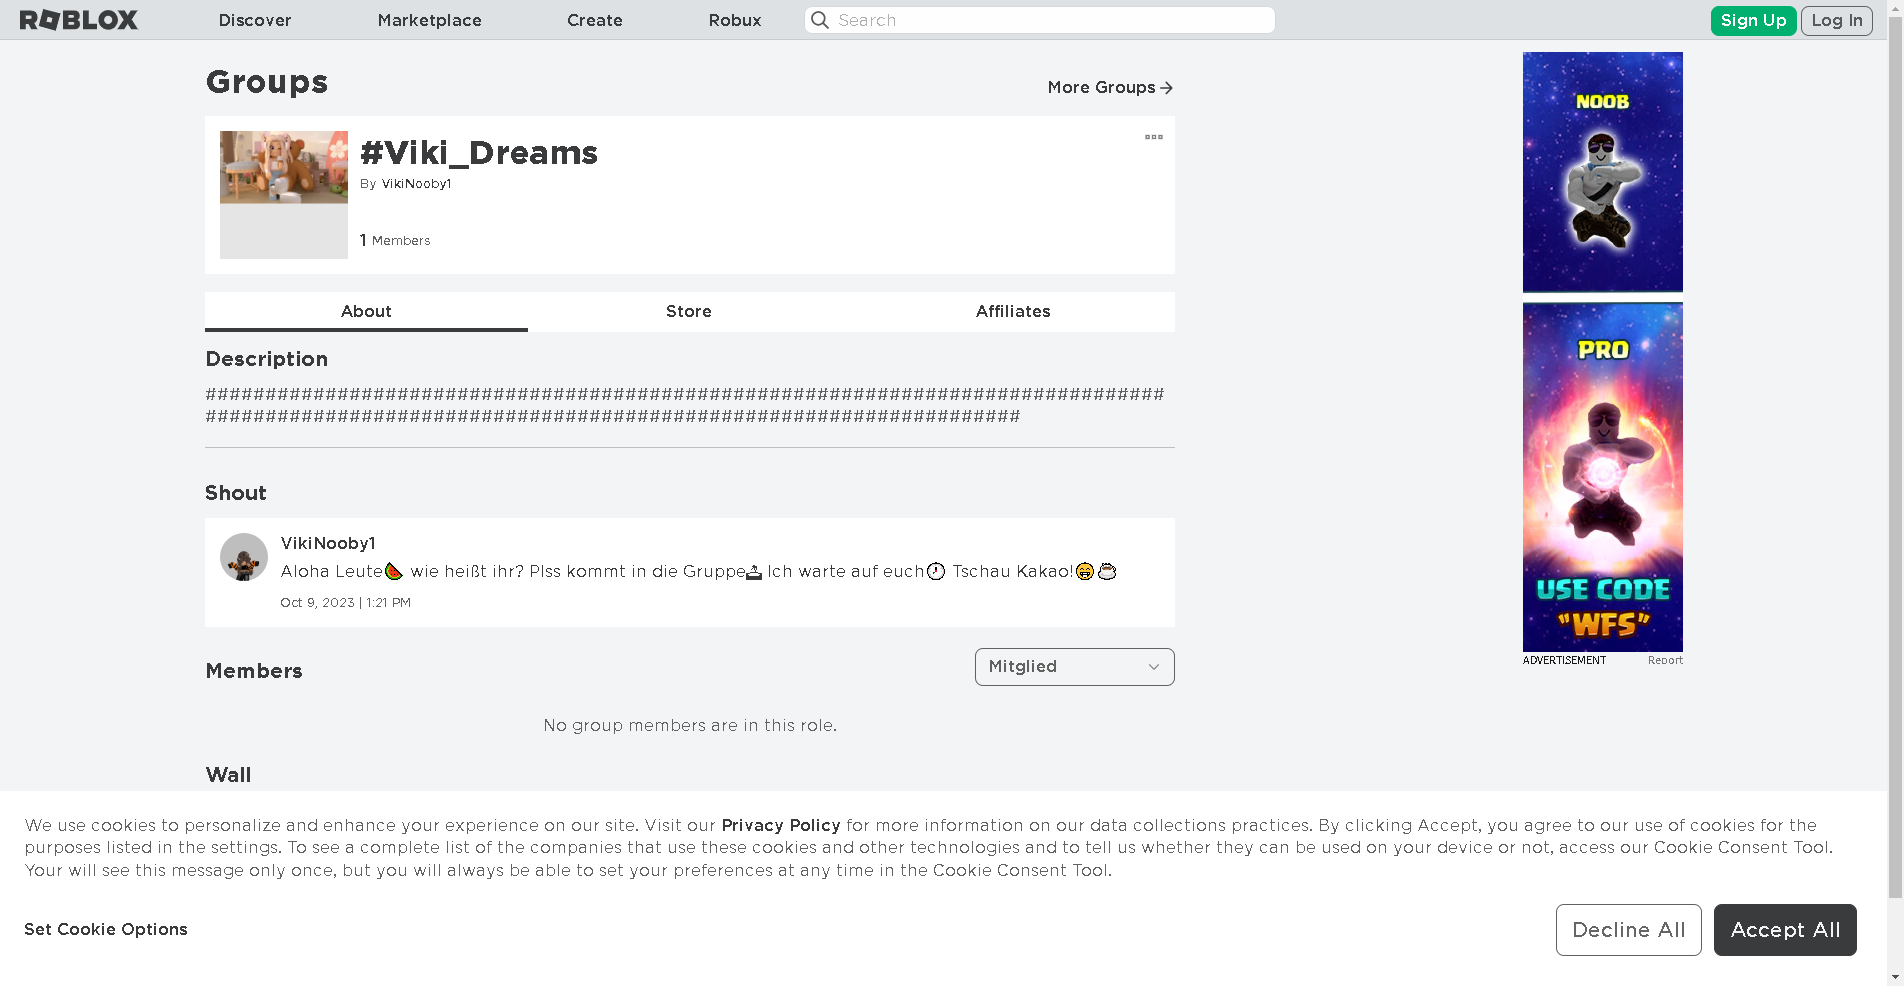 ROBLOX
Discover
Marketplace
Create
Robux
Search
Sign Up
Log In
Groups
More Groups
#Viki_Dreams
By VikiNooby1
1 Members
About
Store
Affiliates
Description
################################################################################
####################################################################
Shout
VikiNooby1
Aloha Leute🍉 wie heißt ihr? Plss kommt in die Gruppe🕹 Ich warte auf euch🕐 Tschau Kakao!😁☕
Oct 9, 2023 | 1:21 PM
Members
Mitglied
No group members are in this role.
Wall
NOOB
PRO
USE CODE
"WFS"
ADVERTISEMENT
Report
We use cookies to personalize and enhance your experience on our site. Visit our Privacy Policy for more information on our data collections practices. By clicking Accept, you agree to our use of cookies for the
purposes listed in the settings. To see a complete list of the companies that use these cookies and other technologies and to tell us whether they can be used on your device or not, access our Cookie Consent Tool.
Your will see this message only once, but you will always be able to set your preferences at any time in the Cookie Consent Tool.
Set Cookie Options
Decline All
Accept All